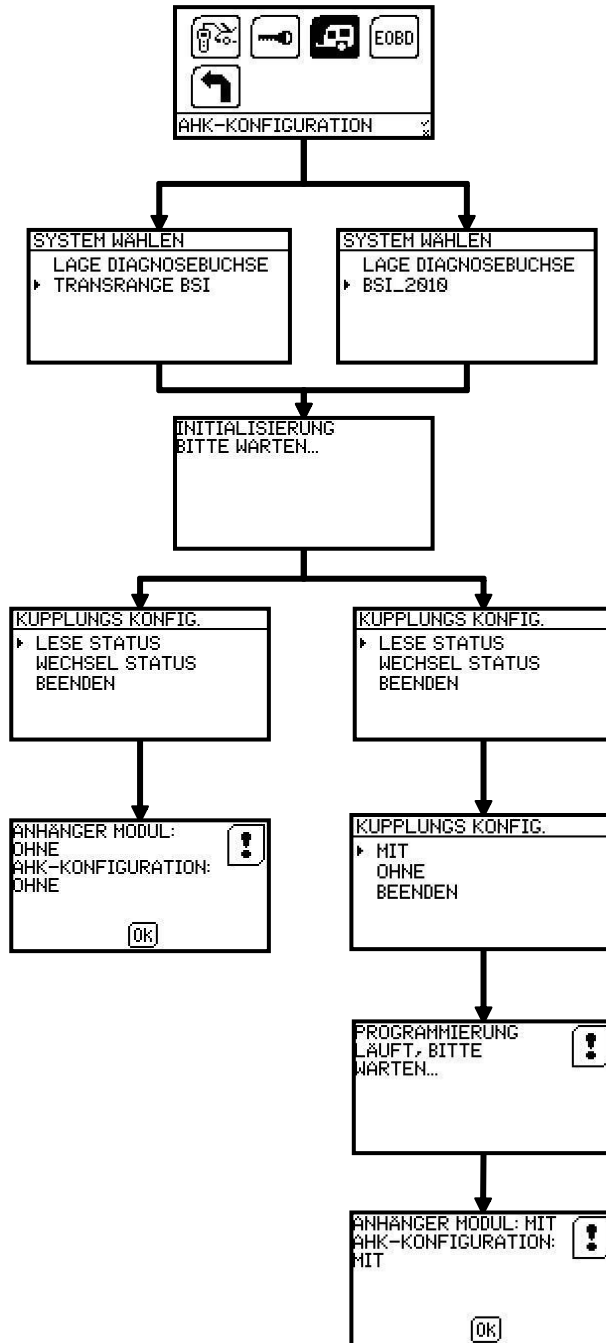 EOBD
AHK-KONFIGURATION
SYSTEM WÄHLEN
LAGE DIAGNOSEBUCHSE
TRANSRANGE BSI
SYSTEM WÄHLEN
LAGE DIAGNOSEBUCHSE
BSI_2010
INITIALISIERUNG
BITTE WARTEN...
KUPPLUNGS KONFIG.
LESE STATUS
WECHSEL STATUS
BEENDEN
KUPPLUNGS KONFIG.
LESE STATUS
WECHSEL STATUS
BEENDEN
ANHÄNGER MODUL:
OHNE
AHK-KONFIGURATION:
OHNE
OK
KUPPLUNGS KONFIG.
MIT
OHNE
BEENDEN
PROGRAMMIERUNG
LÄUFT, BITTE
WARTEN...
ANHÄNGER MODUL: MIT
AHK-KONFIGURATION:
MIT
OK